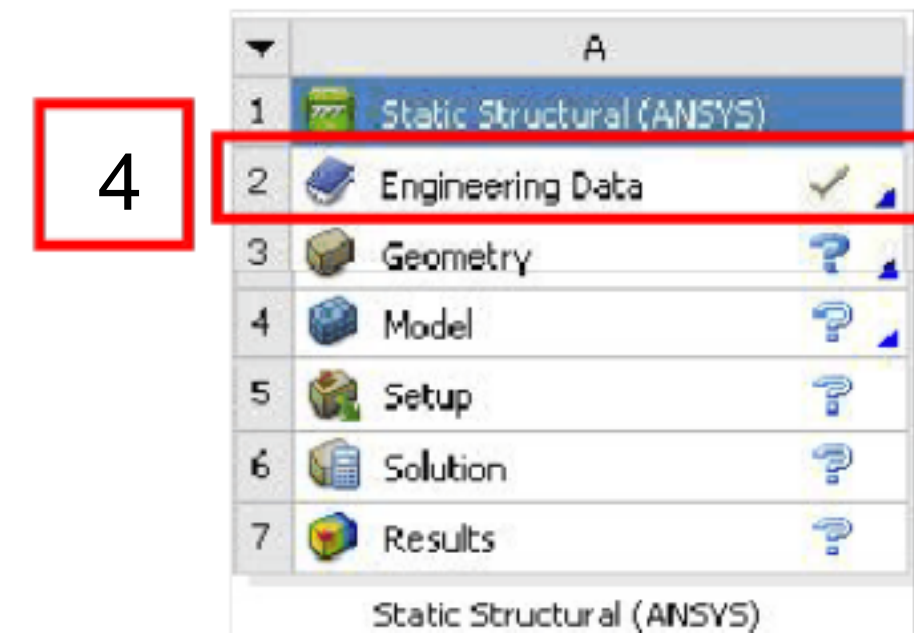 A
1 Static Structural (ANSYS)
4
2 Engineering Data
3 Geometry
4 Model
5 Setup
6 Solution
7 Results
Static Structural (ANSYS)